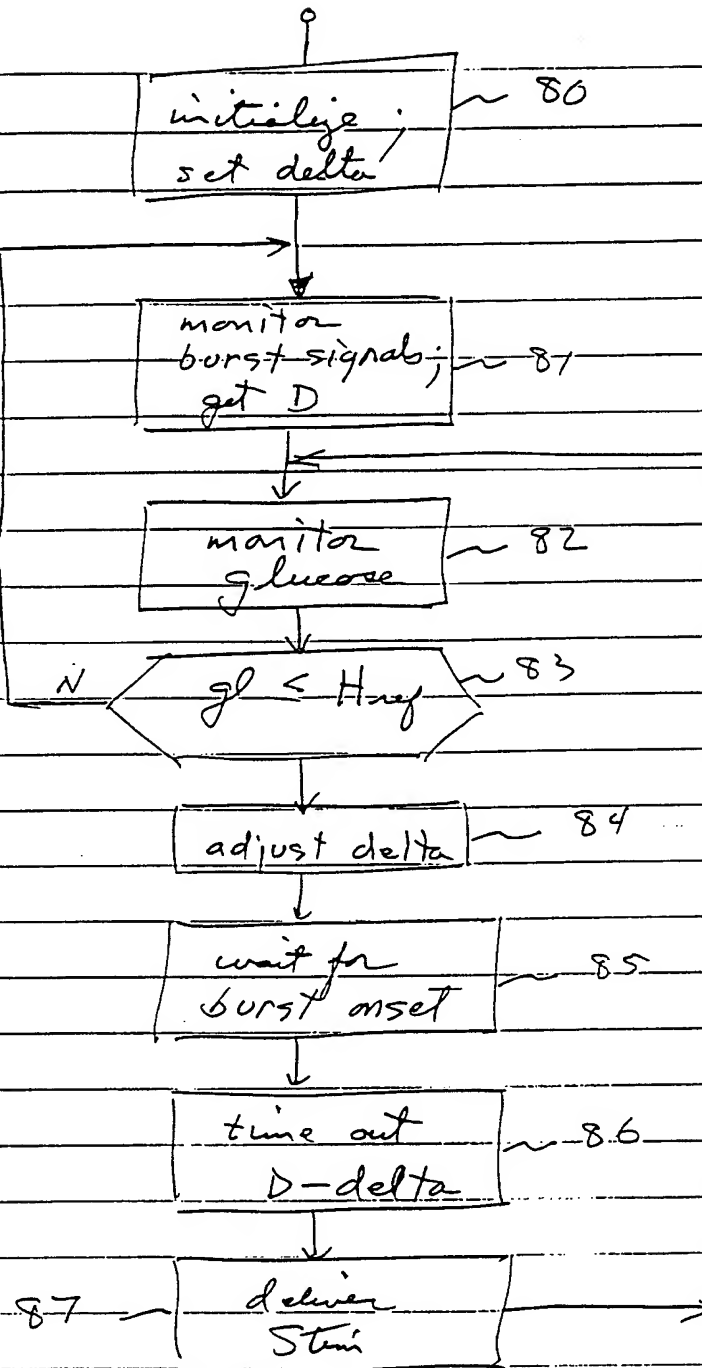 initialize;
set delta
80
monitor
burst signals;
get D
81
monitor
glucose
82
N
gl < Href
83
adjust delta
84
wait for
burst onset
85
time out
D-delta
86
87
deliver
Stim